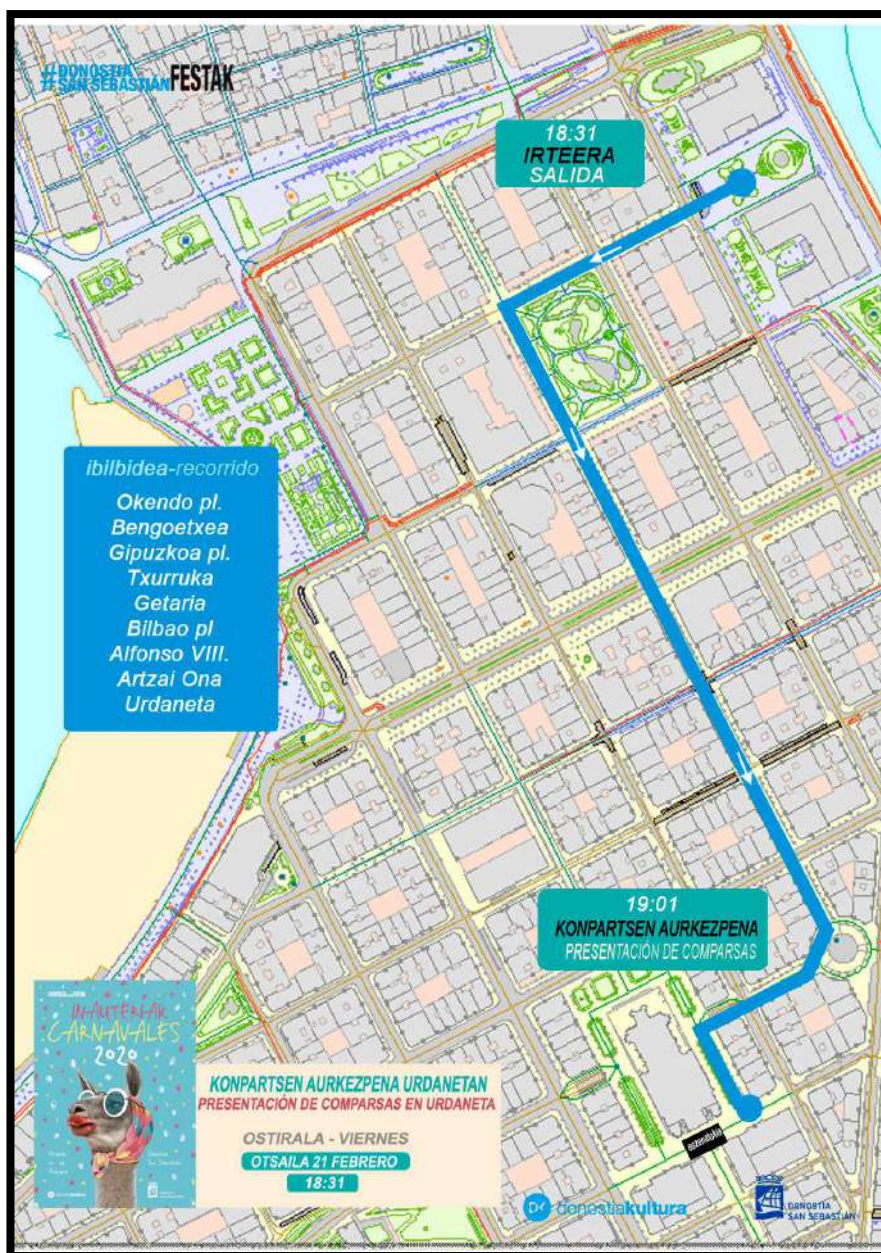 #DONOSTIA
SAN SEBASTIÁN FESTAK
18:31
IRTEERA
SALIDA
ibilbidea-recorrido
Okendo pl.
Bengoetxea
Gipuzkoa pl.
Txurruka
Getaria
Bilbao pl
Alfonso VIII.
Artzai Ona
Urdaneta
19:01
KONPARTSEN AURKEZPENA
PRESENTACIÓN DE COMPARSAS
INAUTERIAK
CARNAVALES
2020
KONPARTSEN AURKEZPENA URDANETAN
PRESENTACIÓN DE COMPARSAS EN URDANETA
OSTIRALA - VIERNES
OTSAILA 21 FEBRERO
18:31
eszenatokia
DK donostiakultura
DONOSTIA
SAN SEBASTIÁN